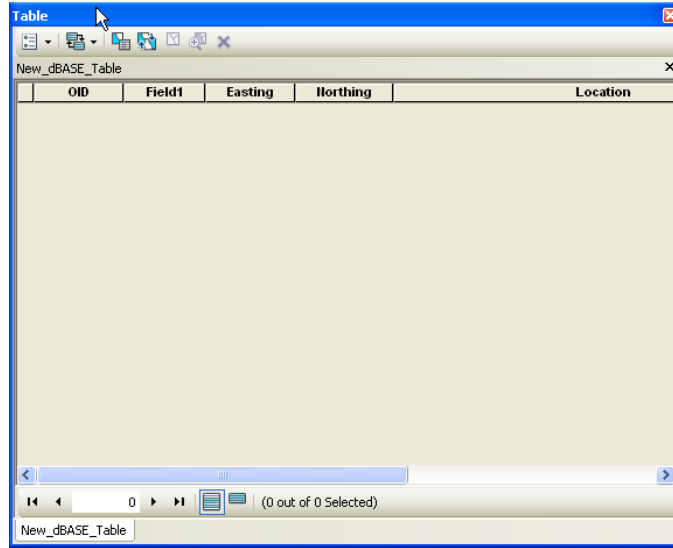 Table
New_dBASE_Table
OID Field1 Easting Northing Location
0 (0 out of 0 Selected)
New_dBASE_Table